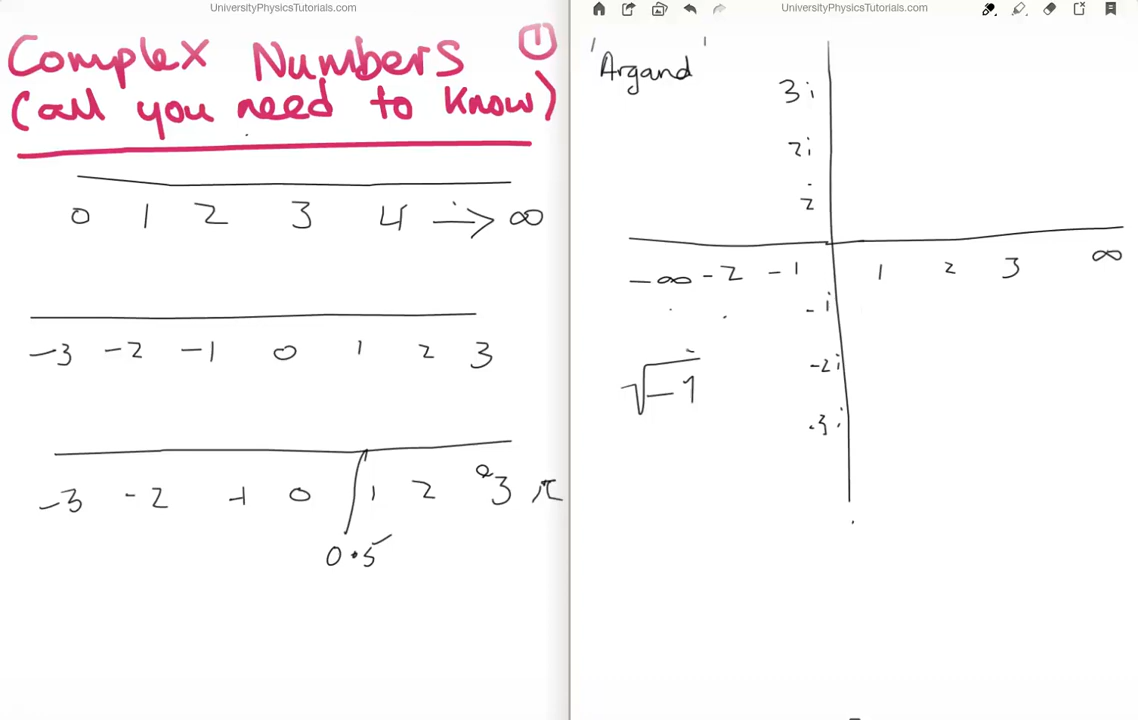 UniversityPhysicsTutorials.com
Complex Numbers ①
(all you need to know)
0 1 2 3 4 → ∞
-3 -2 -1 0 1 2 3
-3 -2 -1 0 1 2 3 π
0.5
UniversityPhysicsTutorials.com
'Argand'
3i
2i
i
-∞ -2 -1 1 2 3 ∞
-i
-2i
√-1
-3i